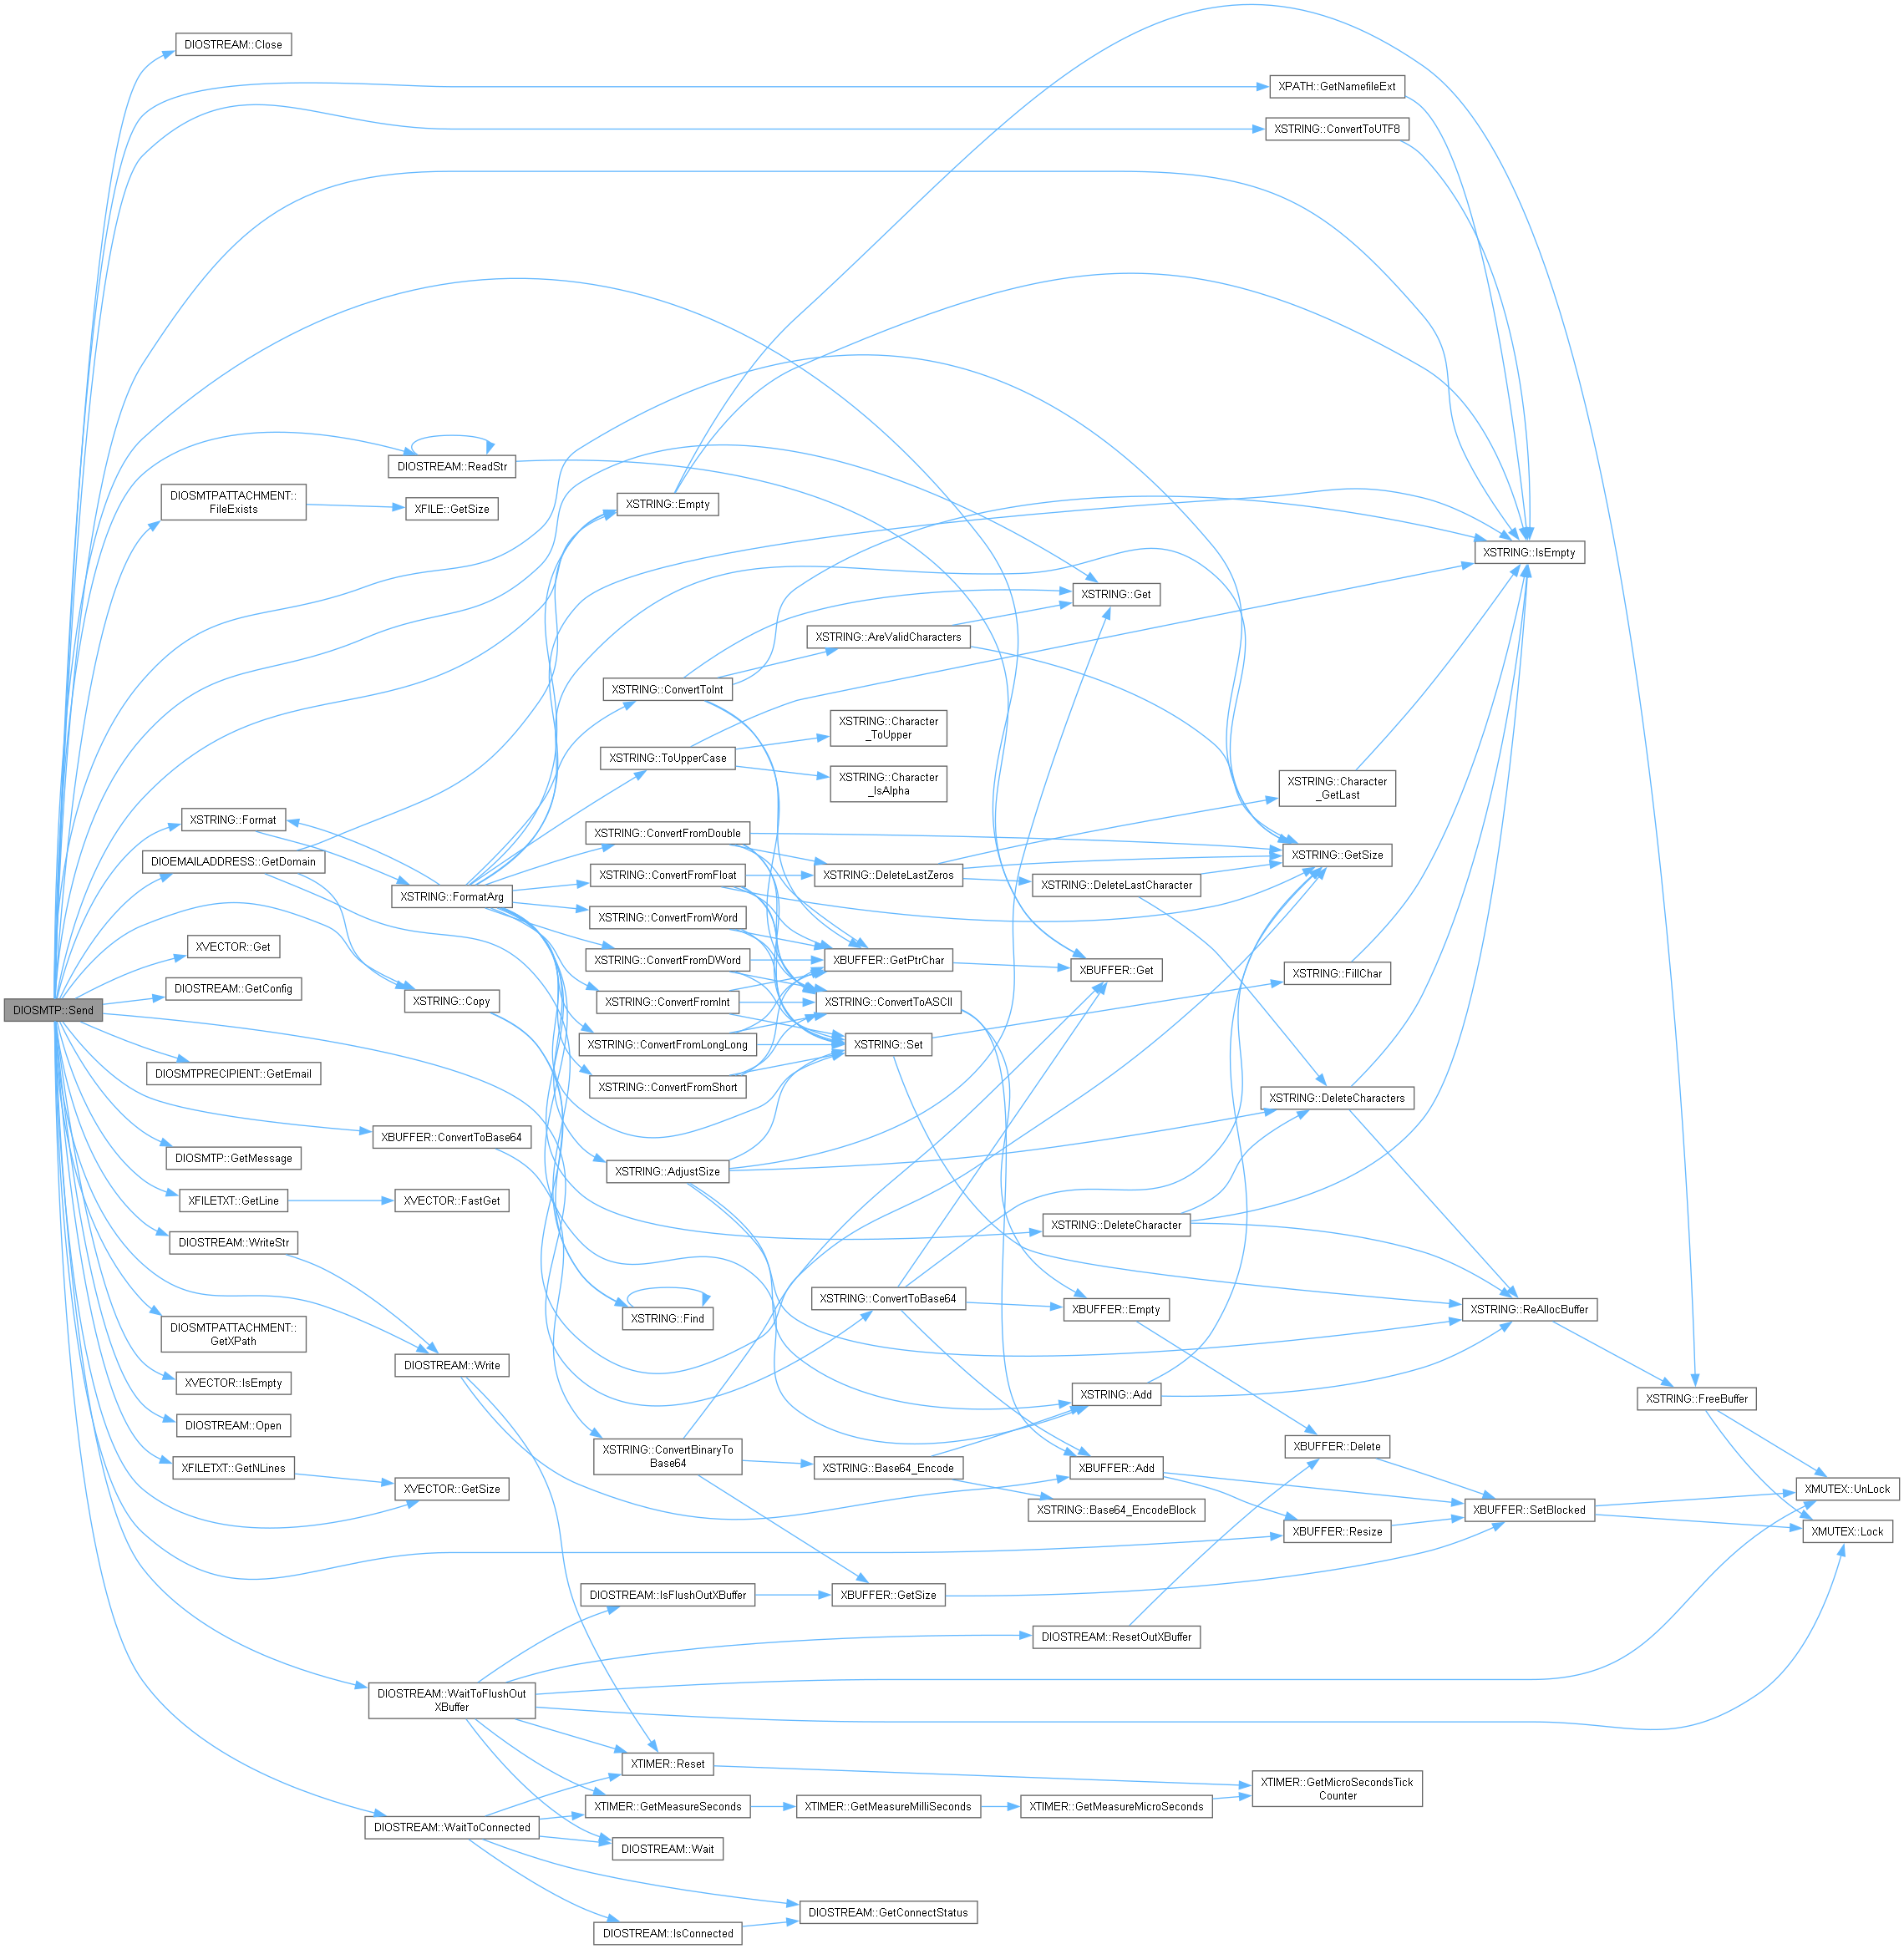 DIOSTREAM::Close
XPATH::GetNamefileExt
XSTRING::ConvertToUTF8
DIOSTREAM::ReadStr
DIOSMTPATTACHMENT::
FileExists
XFILE::GetSize
XSTRING::Empty
XSTRING::IsEmpty
XSTRING::Get
XSTRING::AreValidCharacters
XSTRING::ConvertToInt
XSTRING::Character
_ToUpper
XSTRING::ToUpperCase
XSTRING::Character
_IsAlpha
XSTRING::Character
_GetLast
XSTRING::Format
XSTRING::ConvertFromDouble
DIOEMAILADDRESS::GetDomain
XSTRING::GetSize
XSTRING::ConvertFromFloat
XSTRING::DeleteLastZeros
XSTRING::DeleteLastCharacter
XSTRING::FormatArg
XSTRING::ConvertFromWord
XVECTOR::Get
XSTRING::ConvertFromDWord
XBUFFER::GetPtrChar
XBUFFER::Get
XSTRING::FillChar
DIOSTREAM::GetConfig
XSTRING::Copy
XSTRING::ConvertFromInt
XSTRING::ConvertToASCII
DIOSMTP::Send
XSTRING::ConvertFromLongLong
XSTRING::Set
DIOSMTPRECIPIENT::GetEmail
XSTRING::ConvertFromShort
XSTRING::DeleteCharacters
XBUFFER::ConvertToBase64
DIOSMTP::GetMessage
XSTRING::AdjustSize
XFILETXT::GetLine
XVECTOR::FastGet
XSTRING::DeleteCharacter
DIOSTREAM::WriteStr
XSTRING::ConvertToBase64
XBUFFER::Empty
XSTRING::ReAllocBuffer
XSTRING::Find
DIOSMTPATTACHMENT::
GetXPath
DIOSTREAM::Write
XVECTOR::IsEmpty
XSTRING::Add
XSTRING::FreeBuffer
DIOSTREAM::Open
XSTRING::ConvertBinaryTo
Base64
XBUFFER::Delete
XFILETXT::GetNLines
XSTRING::Base64_Encode
XBUFFER::Add
XVECTOR::GetSize
XMUTEX::UnLock
XSTRING::Base64_EncodeBlock
XBUFFER::SetBlocked
XBUFFER::Resize
XMUTEX::Lock
DIOSTREAM::IsFlushOutXBuffer
XBUFFER::GetSize
DIOSTREAM::ResetOutXBuffer
DIOSTREAM::WaitToFlushOut
XBuffer
XTIMER::Reset
XTIMER::GetMicroSecondsTick
Counter
XTIMER::GetMeasureSeconds
XTIMER::GetMeasureMilliSeconds
XTIMER::GetMeasureMicroSeconds
DIOSTREAM::WaitToConnected
DIOSTREAM::Wait
DIOSTREAM::GetConnectStatus
DIOSTREAM::IsConnected